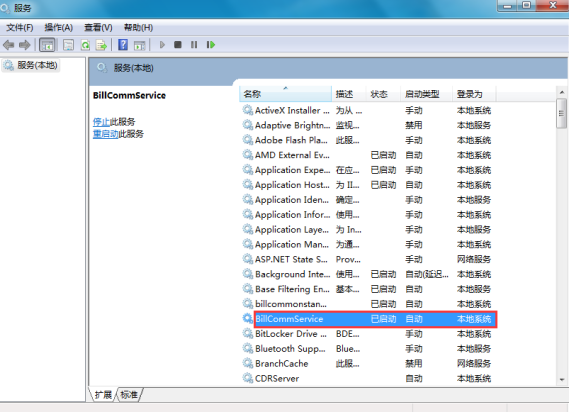 服务
文件(F) 操作(A) 查看(V) 帮助(H)
服务(本地)
服务(本地)
BillCommService
停止此服务
重启动此服务
名称 描述 状态 启动类型 登录为
ActiveX Installer ... 为从 ... 手动 本地系统
Adaptive Brightn... 监视... 禁用 本地服务
Adobe Flash Pla... 此服... 手动 本地系统
AMD External Ev... 已启动 自动 本地系统
Application Expe... 在应... 已启动 手动 本地系统
Application Host... 为 II... 已启动 自动 本地系统
Application Iden... 确定... 手动 本地服务
Application Infor... 使用... 手动 本地系统
Application Laye... 为 In... 手动 本地服务
Application Man... 为通... 手动 本地系统
ASP.NET State S... Prov... 手动 网络服务
Background Inte... 使用... 已启动 自动(延迟... 本地系统
Base Filtering En... 基本... 已启动 自动 本地服务
billcommonstan... 已启动 自动 本地系统
BillCommService 已启动 自动 本地系统
BitLocker Drive ... BDE... 手动 本地系统
Bluetooth Supp... Blue... 手动 本地服务
BranchCache 此服... 禁用 网络服务
CDRServer 自动 本地系统
扩展 标准